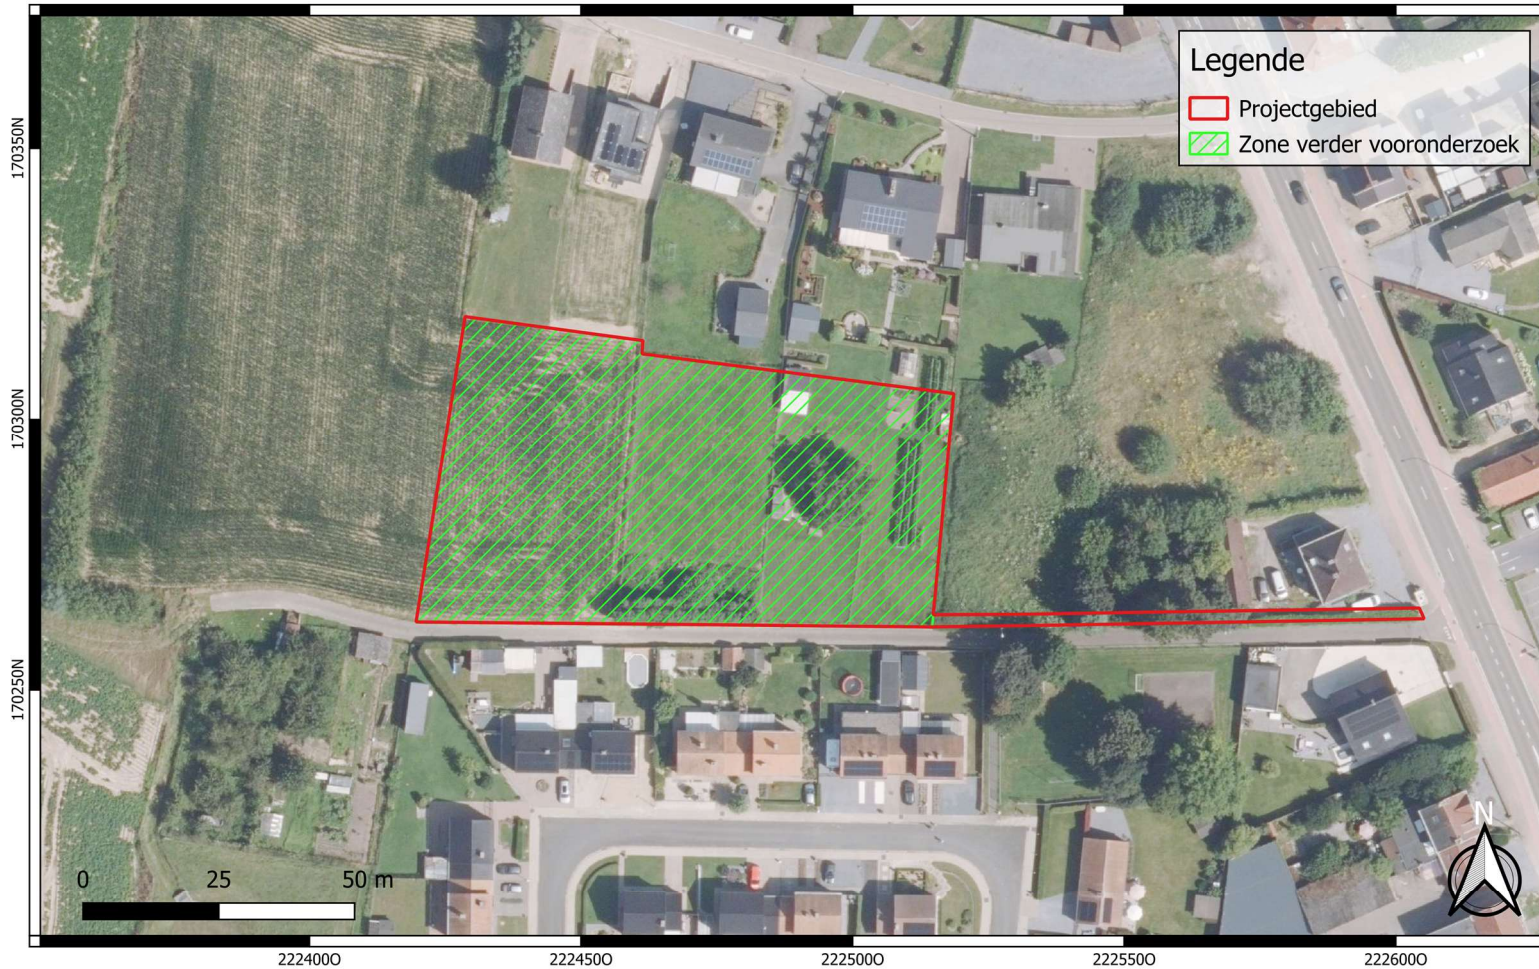 Legende
Projectgebied
Zone verder vooronderzoek
170350N
170300N
170250N
N
0 25 50 m
222400O 222450O 222500O 222550O 222600O